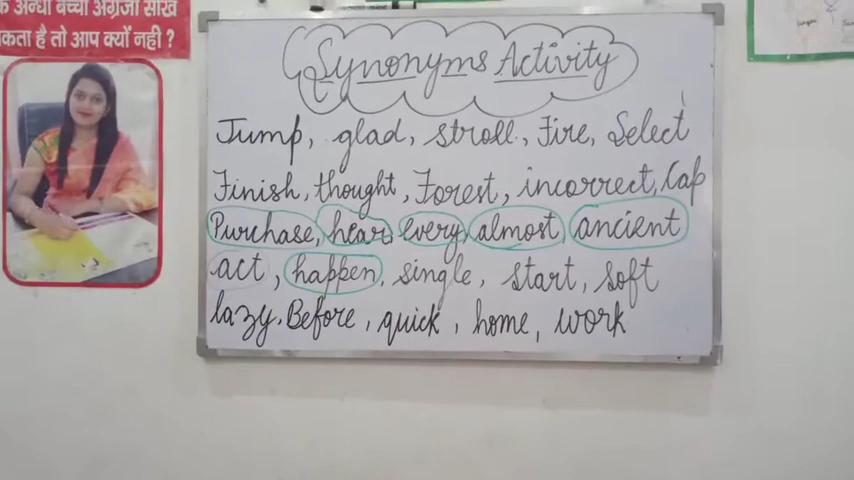 के अन्धा बच्चा अंग्रेजी सीख
कता है तो आप क्यों नहीं ?
Synonyms Activity
Jump, glad, stroll, Fire, Select
Finish, thought, Forest, incorrect, Cap
Purchase, hear, every, almost, ancient
act, happen, single, start, soft
lazy, Before, quick, home, work